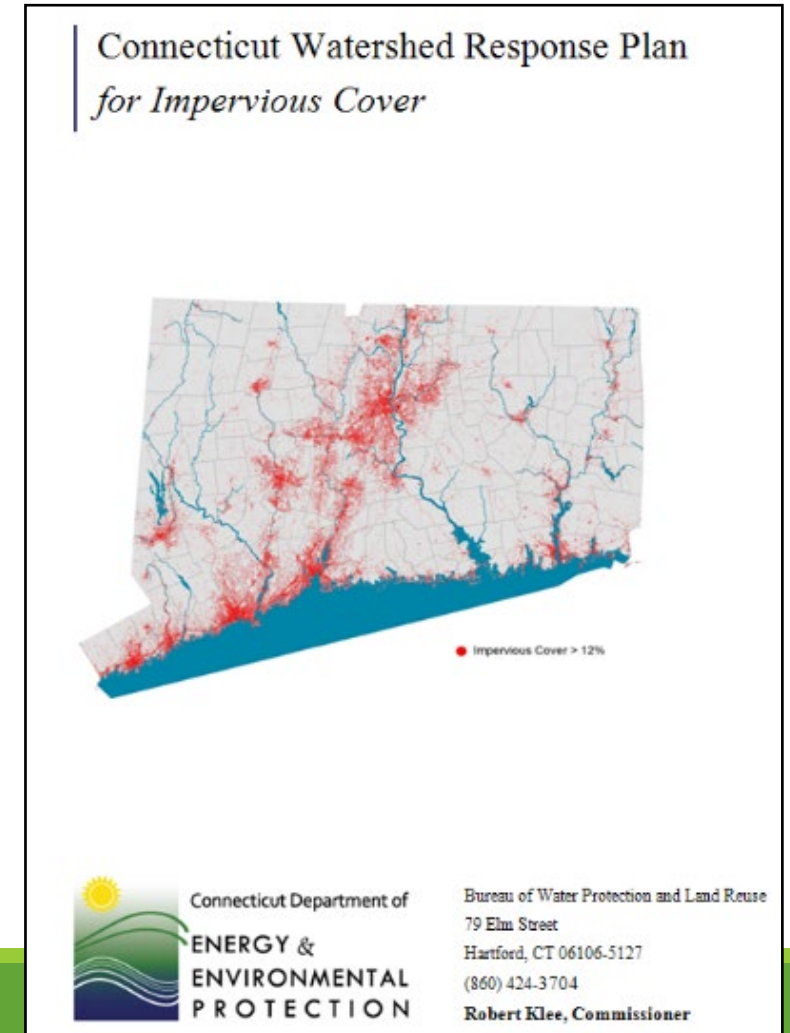 Connecticut Watershed Response Plan
for Impervious Cover
Impervious Cover > 12%
Connecticut Department of
ENERGY &
ENVIRONMENTAL
PROTECTION
Bureau of Water Protection and Land Reuse
79 Elm Street
Hartford, CT 06106-5127
(860) 424-3704
Robert Klee, Commissioner